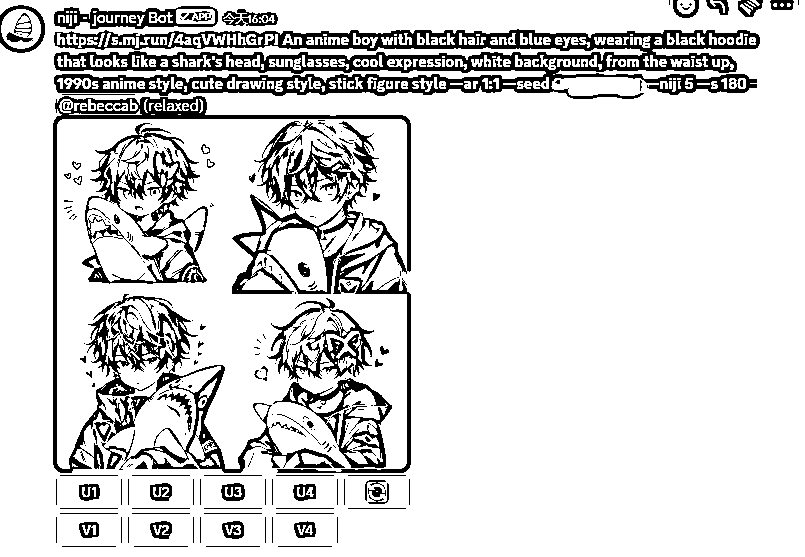 niji - journey Bot ✓ APP 今天16:04
https://s.mj.run/4aqVWHhGrPI An anime boy with black hair and blue eyes, wearing a black hoodie
that looks like a shark's head, sunglasses, cool expression, white background, from the waist up,
1990s anime style, cute drawing style, stick figure style —ar 1:1 —seed —niji 5 —s 180 -
@rebeccab (relaxed)
U1 U2 U3 U4
V1 V2 V3 V4